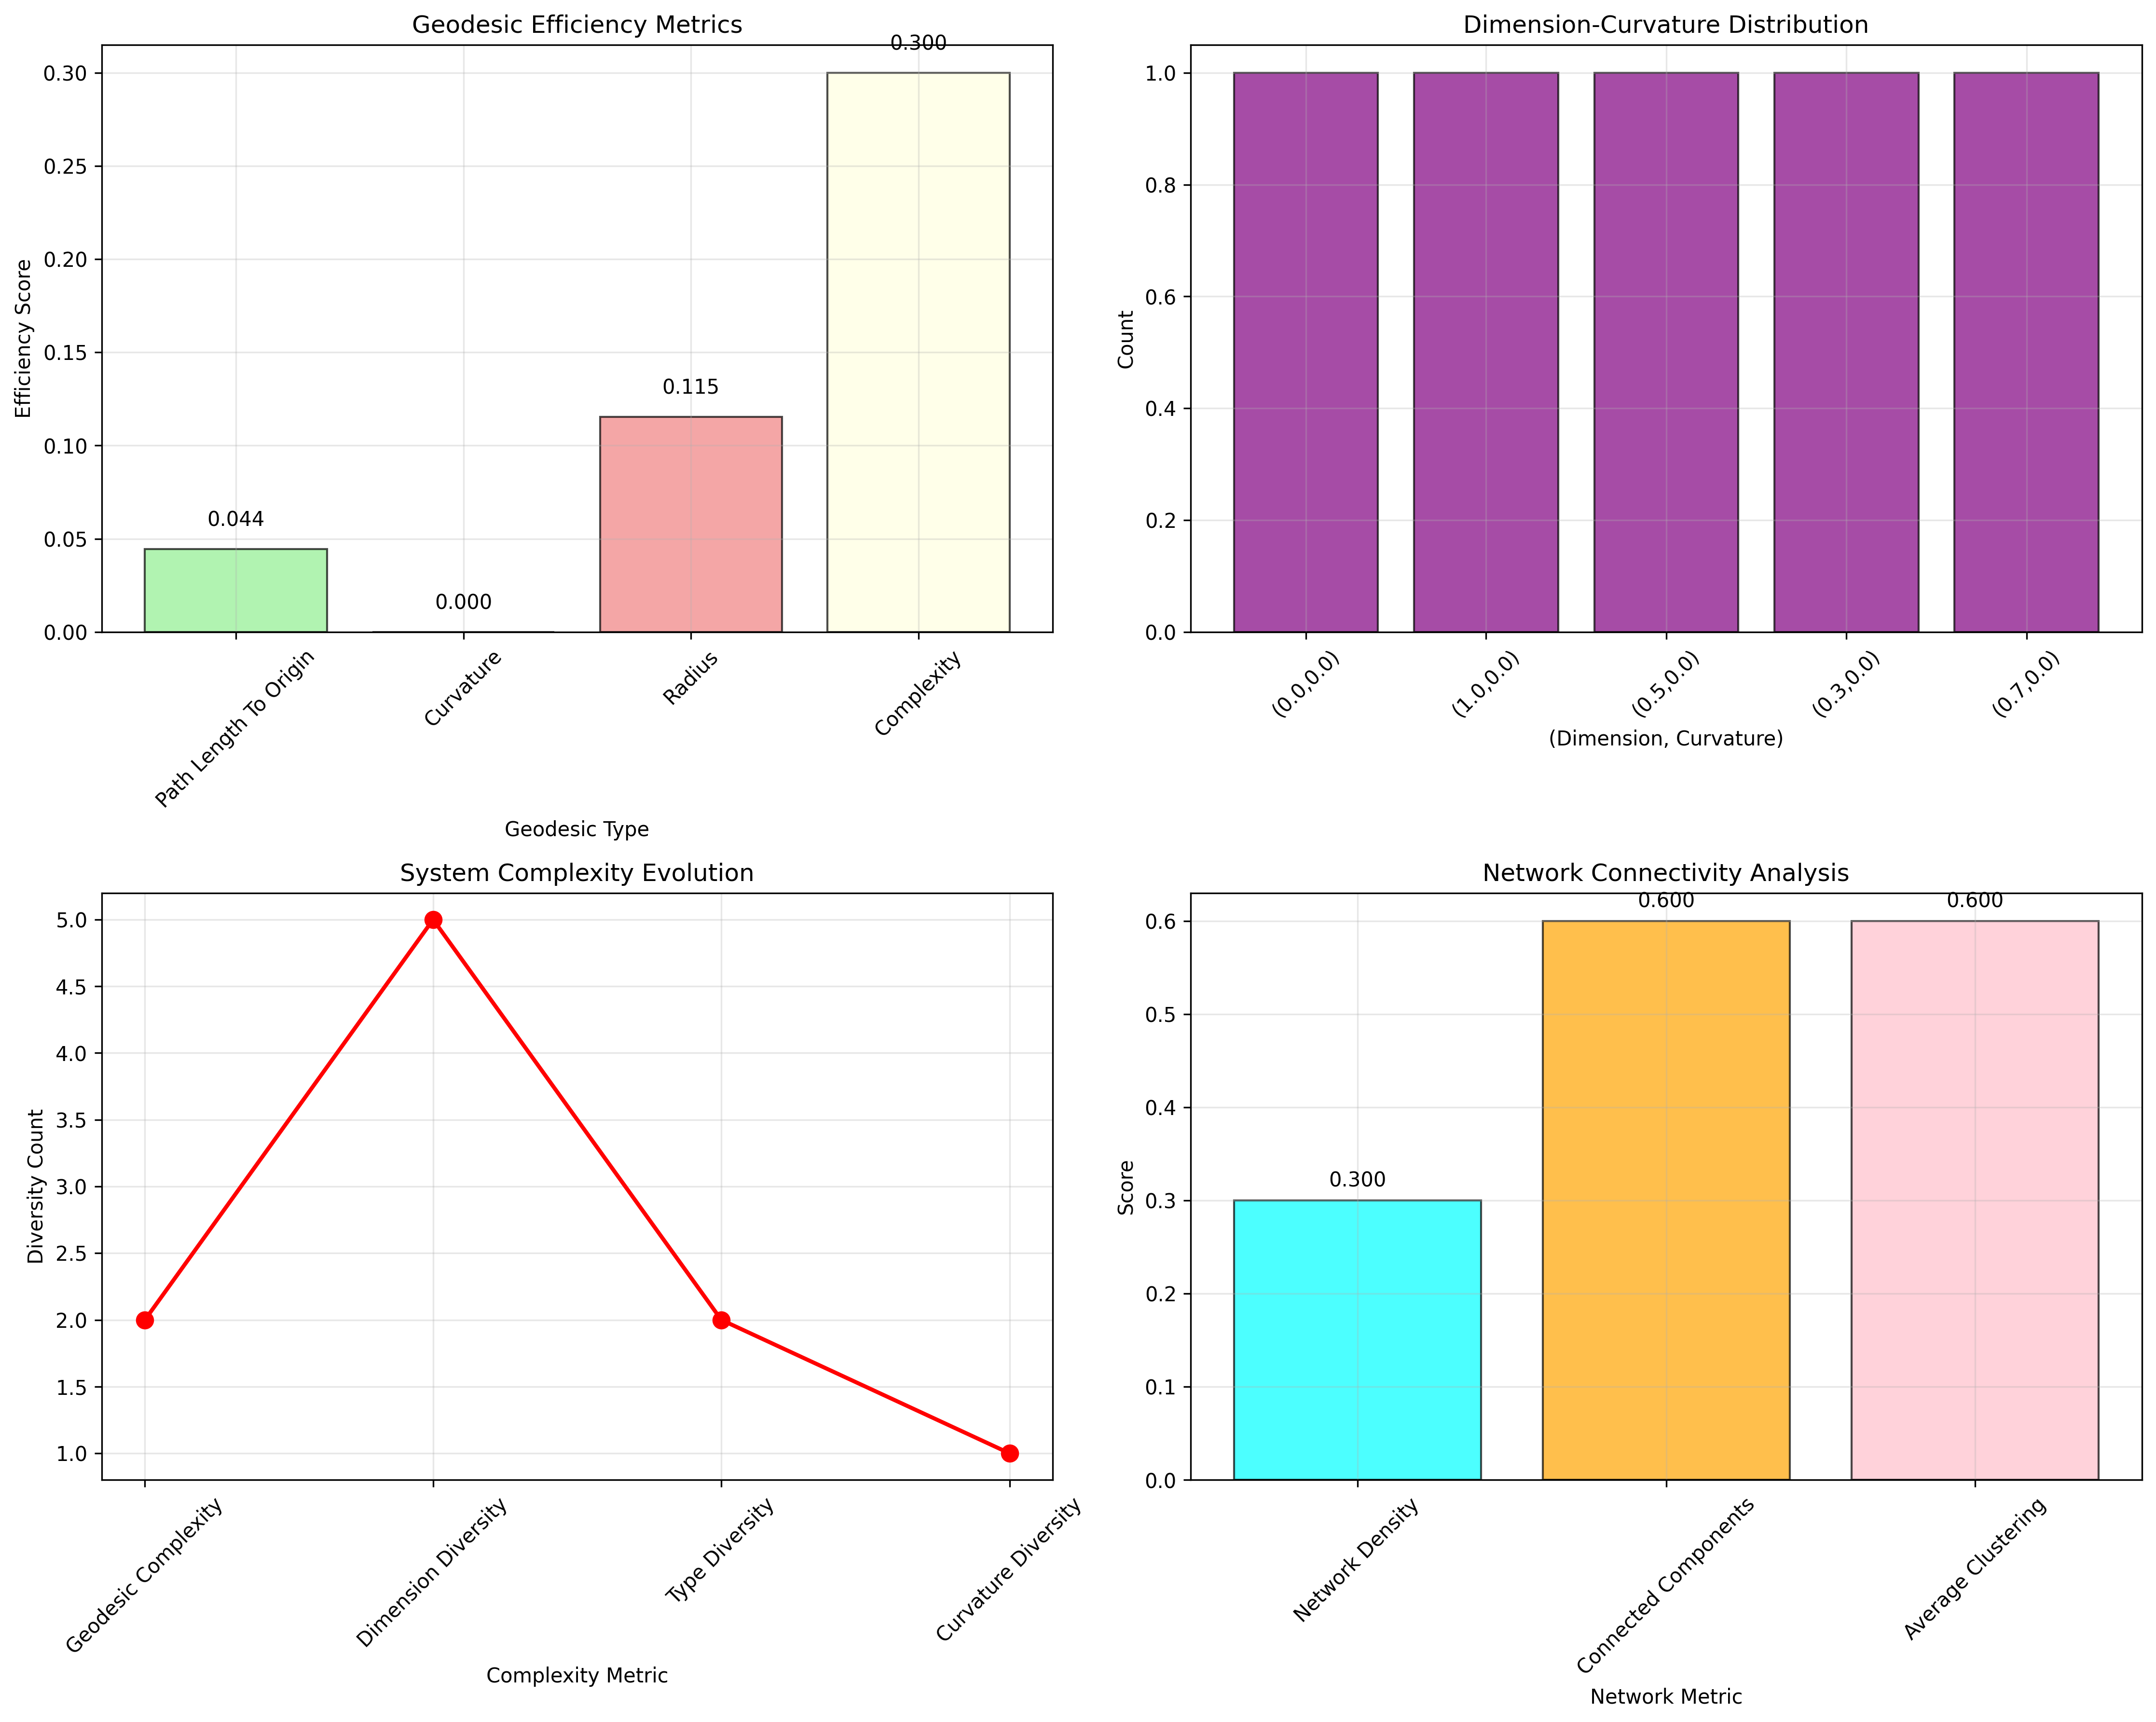 Geodesic Efficiency Metrics
Efficiency Score
0.30
0.25
0.20
0.15
0.10
0.05
0.00
0.044
0.000
0.115
0.300
Path Length To Origin
Curvature
Radius
Complexity
Geodesic Type
Dimension-Curvature Distribution
Count
1.0
0.8
0.6
0.4
0.2
0.0
(0.0,0.0)
(1.0,0.0)
(0.5,0.0)
(0.3,0.0)
(0.7,0.0)
(Dimension, Curvature)
System Complexity Evolution
Diversity Count
5.0
4.5
4.0
3.5
3.0
2.5
2.0
1.5
1.0
Geodesic Complexity
Dimension Diversity
Type Diversity
Curvature Diversity
Complexity Metric
Network Connectivity Analysis
Score
0.6
0.5
0.4
0.3
0.2
0.1
0.0
0.300
0.600
0.600
Network Density
Connected Components
Average Clustering
Network Metric